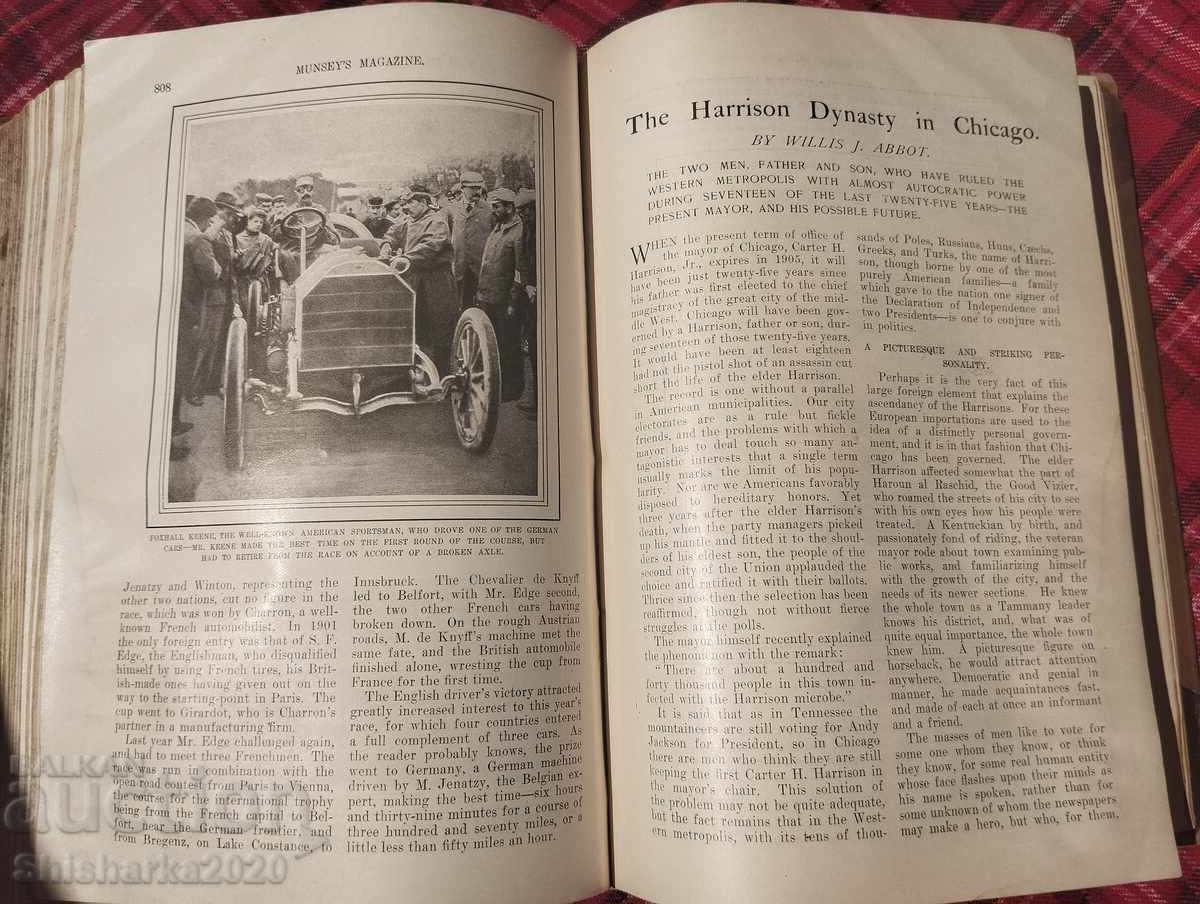 808
MUNSEY'S MAGAZINE.
FOXHALL KEENE, THE WELL-KNOWN AMERICAN SPORTSMAN, WHO DROVE ONE OF THE GERMAN
CARS—MR. KEENE MADE THE BEST TIME ON THE FIRST ROUND OF THE COURSE, BUT
HAD TO RETIRE FROM THE RACE ON ACCOUNT OF A BROKEN AXLE.
Jenatzy and Winton, representing the
other two nations, cut no figure in the
race, which was won by Charron, a well-
known French automobilist. In 1901
the only foreign entry was that of S. F.
Edge, the Englishman, who disqualified
himself by using French tires, his Brit-
ish-made ones having given out on the
way to the starting-point in Paris. The
cup went to Girardot, who is Charron's
partner in a manufacturing firm.
Last year Mr. Edge challenged again,
and had to meet three Frenchmen. The
race was run in combination with the
open road contest from Paris to Vienna,
the course for the international trophy
being from the French capital to Bel-
fort, near the German frontier, and
from Bregenz, on Lake Constance, to
Innsbruck. The Chevalier de Knyff
led to Belfort, with Mr. Edge second,
the two other French cars having
broken down. On the rough Austrian
roads, M. de Knyff's machine met the
same fate, and the British automobile
finished alone, wresting the cup from
France for the first time.
The English driver's victory attracted
greatly increased interest to this year's
race, for which four countries entered
a full complement of three cars. As
the reader probably knows, the prize
went to Germany, a German machine
driven by M. Jenatzy, the Belgian ex-
pert, making the best time—six hours
and thirty-nine minutes for a course of
three hundred and seventy miles, or a
little less than fifty miles an hour.
The Harrison Dynasty in Chicago.
BY WILLIS J. ABBOT.
THE TWO MEN, FATHER AND SON, WHO HAVE RULED THE
WESTERN METROPOLIS WITH ALMOST AUTOCRATIC POWER
DURING SEVENTEEN OF THE LAST TWENTY-FIVE YEARS—THE
PRESENT MAYOR, AND HIS POSSIBLE FUTURE.
WHEN the present term of office of
the mayor of Chicago, Carter H.
Harrison, Jr., expires in 1905, it will
have been just twenty-five years since
his father was first elected to the chief
magistracy of the great city of the mid-
dle West. Chicago will have been gov-
erned by a Harrison, father or son, dur-
ing seventeen of those twenty-five years.
It would have been at least eighteen
had not the pistol shot of an assassin cut
short the life of the elder Harrison.
The record is one without a parallel
in American municipalities. Our city
electorates are as a rule but fickle
friends, and the problems with which a
mayor has to deal touch so many an-
tagonistic interests that a single term
usually marks the limit of his popu-
larity. Nor are we Americans favorably
disposed to hereditary honors. Yet
three years after the elder Harrison's
death, when the party managers picked
up his mantle and fitted it to the shoul-
ders of his eldest son, the people of the
second city of the Union applauded the
choice and ratified it with their ballots.
Thrice since then the selection has been
reaffirmed, though not without fierce
struggles at the polls.
The mayor himself recently explained
the phenomenon with the remark:
"There are about a hundred and
forty thousand people in this town in-
fected with the Harrison microbe."
It is said that as in Tennessee the
mountaineers are still voting for Andy
Jackson for President, so in Chicago
there are men who think they are still
keeping the first Carter H. Harrison in
the mayor's chair. This solution of
the problem may not be quite adequate,
but the fact remains that in the West-
ern metropolis, with its tens of thou-
sands of Poles, Russians, Huns, Czechs,
Greeks, and Turks, the name of Harri-
son, though borne by one of the most
purely American families—a family
which gave to the nation one signer of
the Declaration of Independence and
two Presidents—is one to conjure with
in politics.
A PICTURESQUE AND STRIKING PER-
SONALITY.
Perhaps it is the very fact of this
large foreign element that explains the
ascendancy of the Harrisons. For these
European importations are used to the
idea of a distinctly personal govern-
ment, and it is in that fashion that Chi-
cago has been governed. The elder
Harrison affected somewhat the part of
Haroun al Raschid, the Good Vizier,
who roamed the streets of his city to see
with his own eyes how his people were
treated. A Kentuckian by birth, and
passionately fond of riding, the veteran
mayor rode about town examining pub-
lic works, and familiarizing himself
with the growth of the city, and the
needs of its newer sections. He knew
the whole town as a Tammany leader
knows his district, and, what was of
quite equal importance, the whole town
knew him. A picturesque figure on
horseback, he would attract attention
anywhere. Democratic and genial in
manner, he made acquaintances fast,
and made of each at once an informant
and a friend.
The masses of men like to vote for
some one whom they know, or think
they know, for some real human entity
whose face flashes upon their minds as
his name is spoken, rather than for
some unknown of whom the newspapers
may make a hero, but who, for them,
BALKAN
auction
Shisharka2020